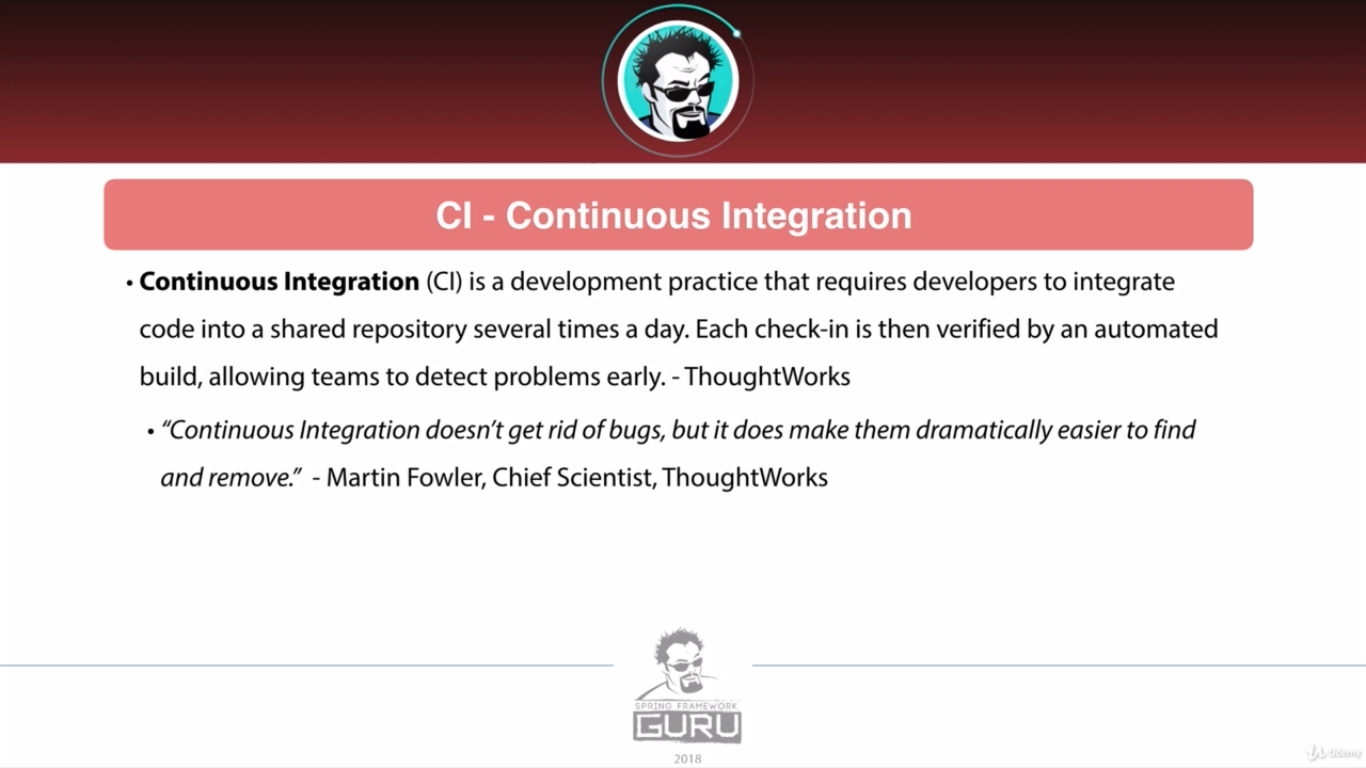 CI - Continuous Integration
• Continuous Integration (CI) is a development practice that requires developers to integrate
code into a shared repository several times a day. Each check-in is then verified by an automated
build, allowing teams to detect problems early. - ThoughtWorks
• “Continuous Integration doesn’t get rid of bugs, but it does make them dramatically easier to find
and remove.” - Martin Fowler, Chief Scientist, ThoughtWorks
SPRING FRAMEWORK
GURU
2018
Udemy